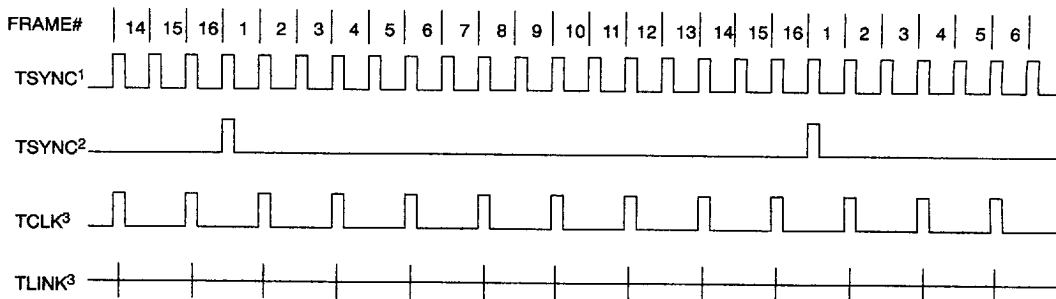 FRAME# 14 15 16 1 2 3 4 5 6 7 8 9 10 11 12 13 14 15 16 1 2 3 4 5 6
TSYNC¹
TSYNC²
TCLK³
TLINK³